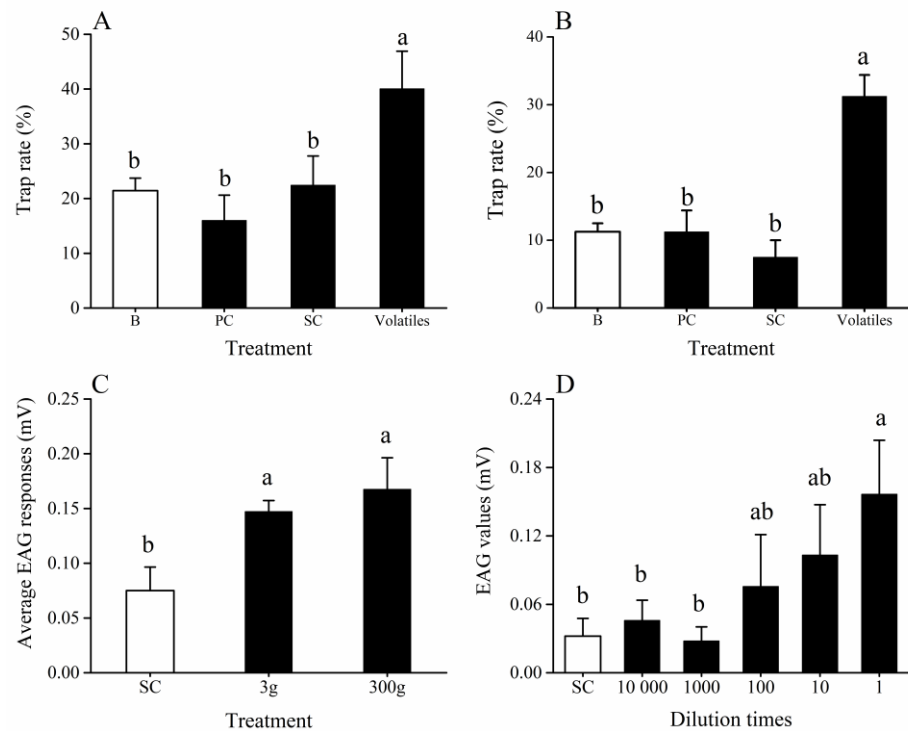 A
Trap rate (%)
50
40
30
20
10
0
b
b
b
a
B
PC
SC
Volatiles
Treatment
B
Trap rate (%)
40
30
20
10
0
b
b
b
a
B
PC
SC
Volatiles
Treatment
C
Average EAG responses (mV)
0.25
0.20
0.15
0.10
0.05
0.00
b
a
a
SC
3g
300g
Treatment
D
EAG values (mV)
0.24
0.18
0.12
0.06
0.00
b
b
b
ab
ab
a
SC
10 000
1000
100
10
1
Dilution times